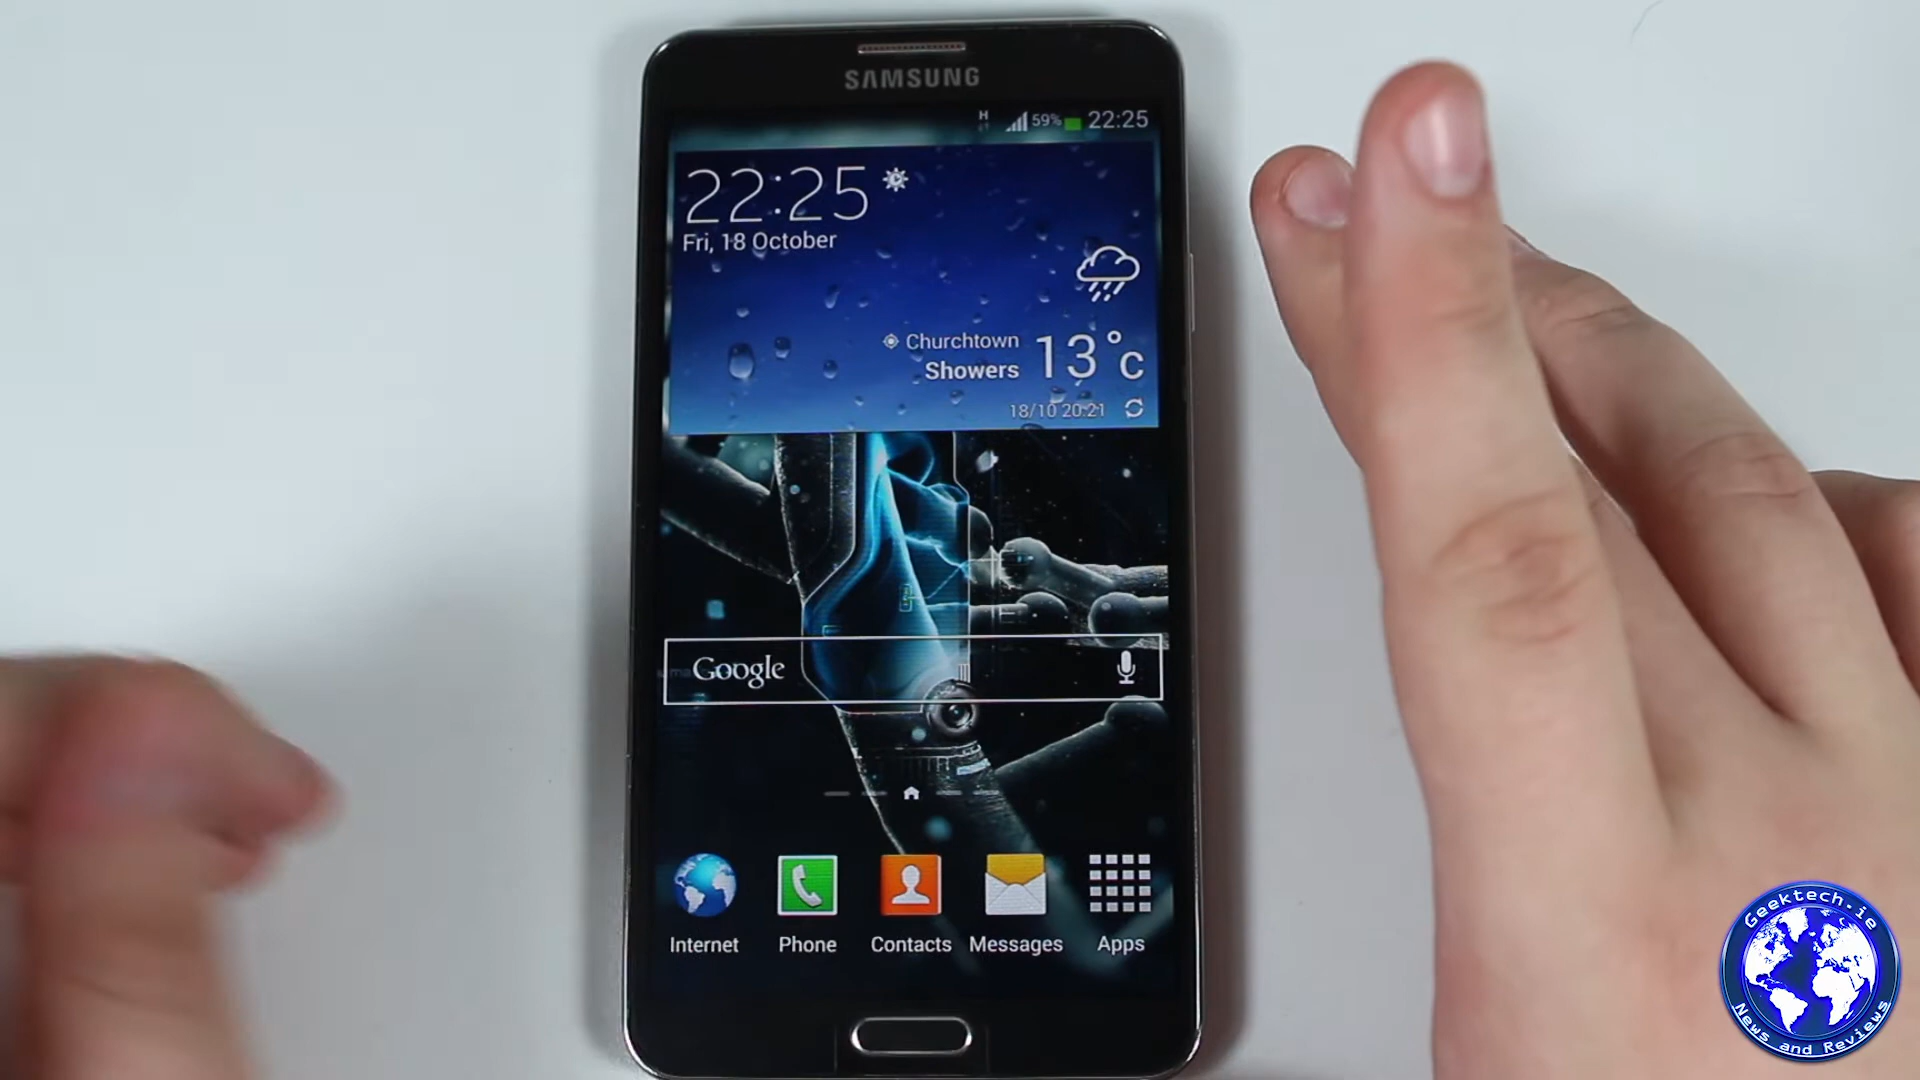 SAMSUNG
H 59% 22:25
22:25
Fri, 18 October
Churchtown
Showers 13°c
18/10 20:21
Google
Internet Phone Contacts Messages Apps
Geektech.ie
News and Reviews